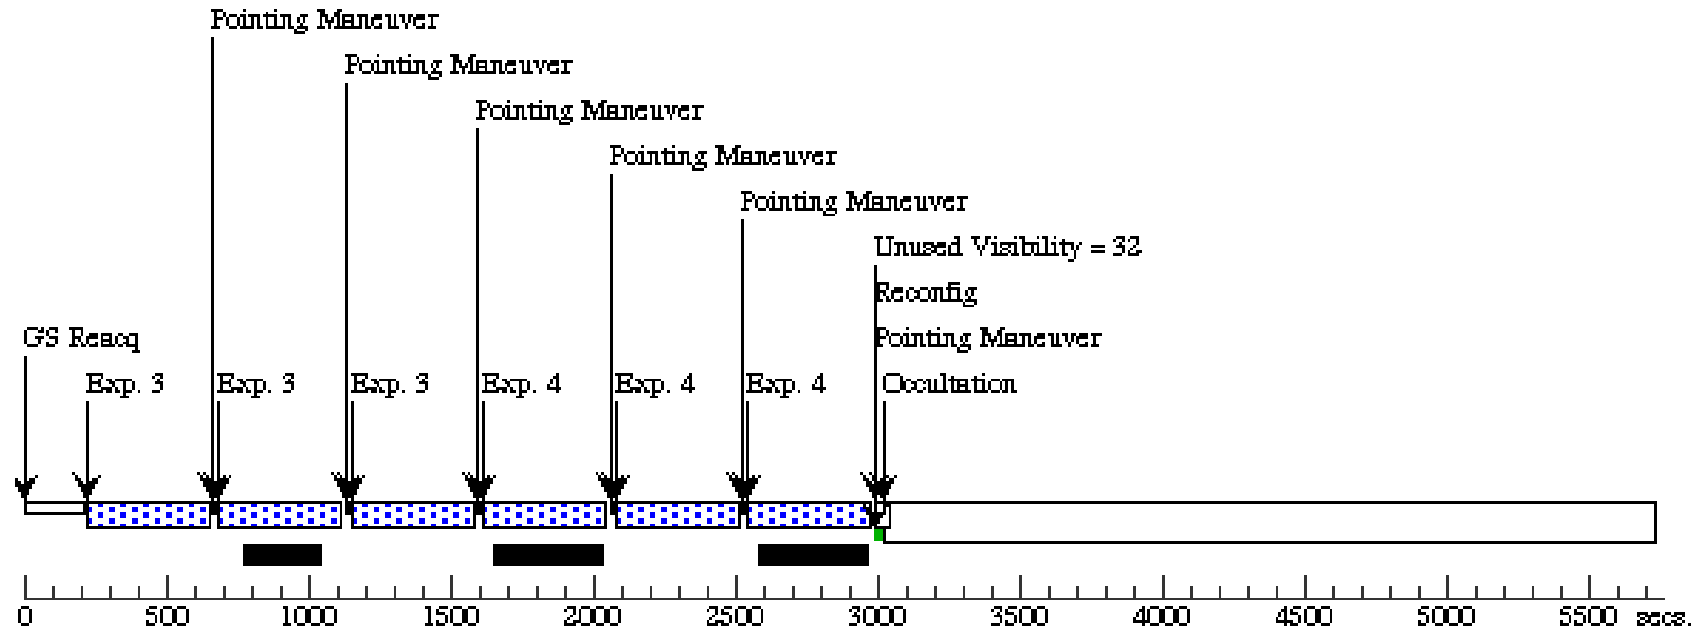 Pointing Maneuver
Pointing Maneuver
Pointing Maneuver
Pointing Maneuver
Pointing Maneuver
Unused Visibility = 32
Reconfig
GS Reacq
Pointing Maneuver
Exp. 3
Exp. 3
Exp. 3
Exp. 4
Exp. 4
Exp. 4
Occultation
0 500 1000 1500 2000 2500 3000 3500 4000 4500 5000 5500 secs.